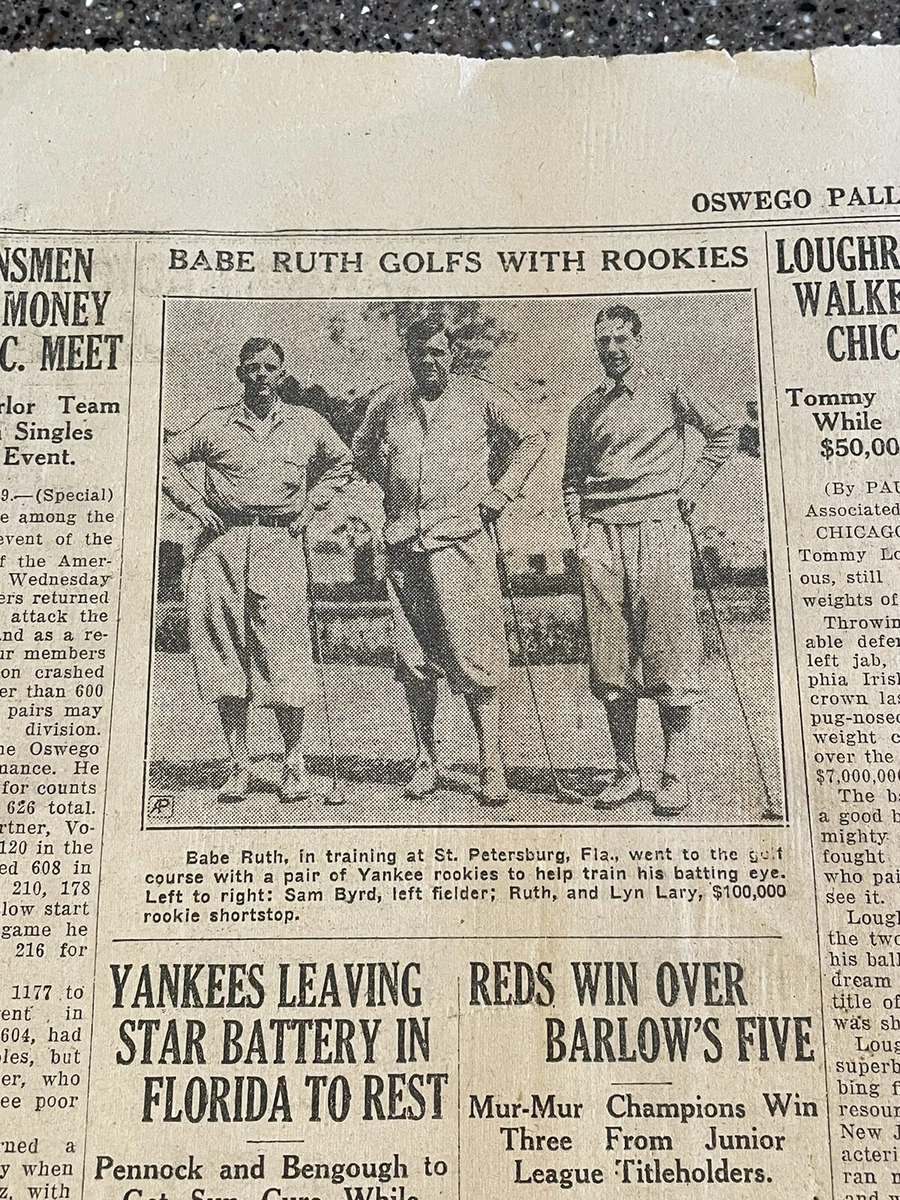 OSWEGO PALL
NSMEN
MONEY
C. MEET
rlor Team
Singles
Event.
9.—(Special)
e among the
event of the
f the Amer-
Wednesday
ers returned
attack the
and as a re-
ur members
on crashed
er than 600
pairs may
division.
he Oswego
mance. He
for counts
626 total.
rtner, Vo-
120 in the
ed 608 in
210, 178
low start
game he
216 for
1177 to
vent in
604, had
bles, but
er, who
ee poor
rned a
y when
z, with
BABE RUTH GOLFS WITH ROOKIES
AP
Babe Ruth, in training at St. Petersburg, Fla., went to the golf
course with a pair of Yankee rookies to help train his batting eye.
Left to right: Sam Byrd, left fielder; Ruth, and Lyn Lary, $100,000
rookie shortstop.
YANKEES LEAVING
STAR BATTERY IN
FLORIDA TO REST
Pennock and Bengough to
Get Sun Cure While
REDS WIN OVER
BARLOW'S FIVE
Mur-Mur Champions Win
Three From Junior
League Titleholders.
LOUGHR
WALKE
CHIC
Tommy
While
$50,00
(By PAU
Associated
CHICAGO
Tommy Lo
ous, still
weights of
Throwin
able defen
left jab,
phia Irish
crown las
pug-nosed
weight c
over the
$7,000,000
The ba
a good b
mighty
fought
who pai
see it.
Lough
the two
his ball
dream
title of
was sh
Loug
superb
bing f
resour
New J
acteri
ran n
and w